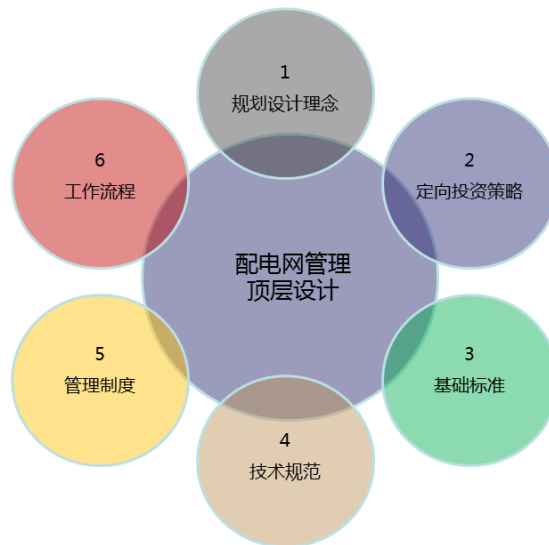 1
规划设计理念
2
定向投资策略
3
基础标准
4
技术规范
5
管理制度
6
工作流程
配电网管理
顶层设计